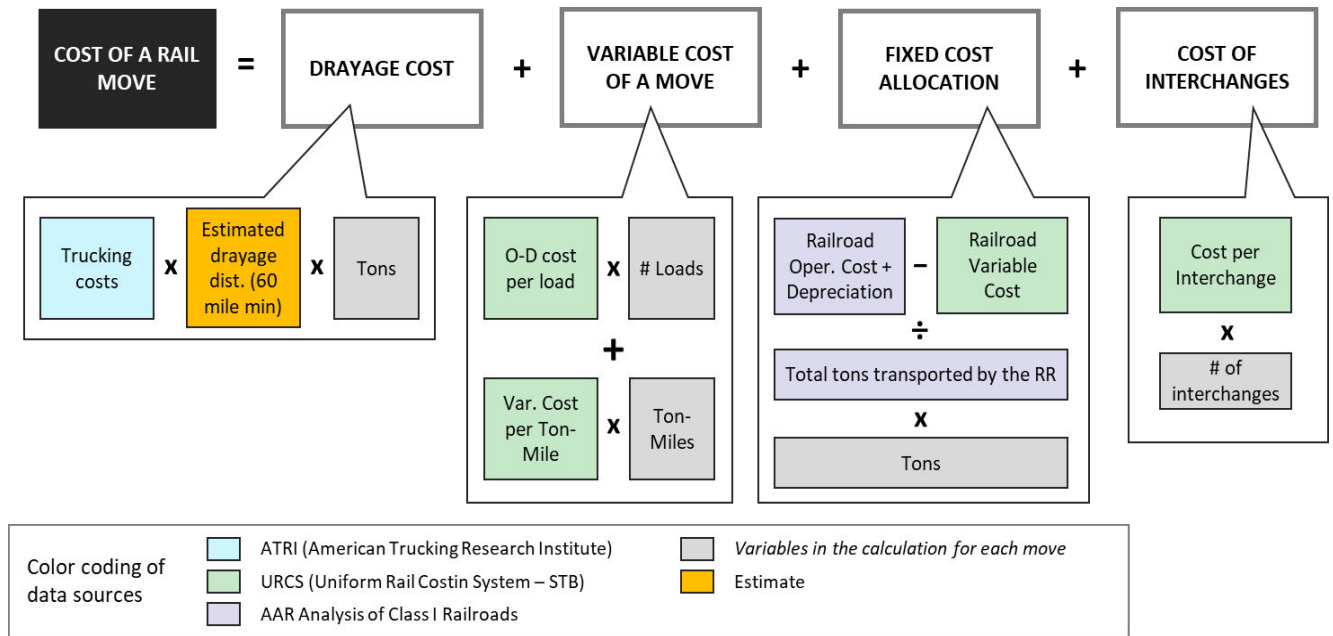 COST OF A RAIL
MOVE
=
DRAYAGE COST
+
VARIABLE COST
OF A MOVE
+
FIXED COST
ALLOCATION
+
COST OF
INTERCHANGES
Trucking
costs
x
Estimated
drayage
dist. (60
mile min)
x
Tons
O-D cost
per load
x
# Loads
+
Var. Cost
per Ton-
Mile
x
Ton-
Miles
Railroad
Oper. Cost +
Depreciation
–
Railroad
Variable
Cost
÷
Total tons transported by the RR
x
Tons
Cost per
Interchange
x
# of
interchanges
Color coding of
data sources
ATRI (American Trucking Research Institute)
URCS (Uniform Rail Costin System – STB)
AAR Analysis of Class I Railroads
Variables in the calculation for each move
Estimate